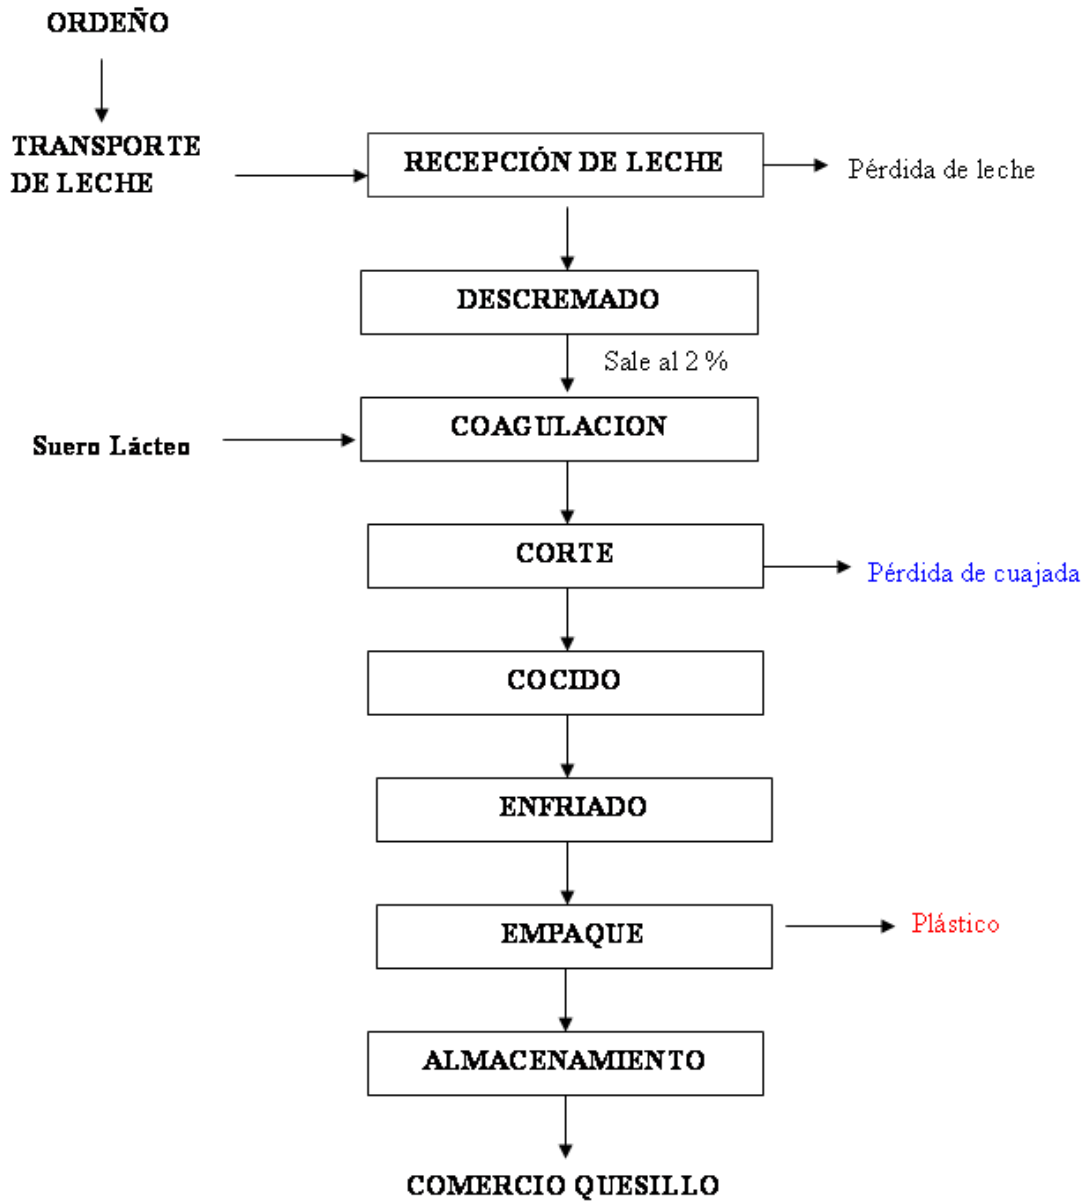 ORDEÑO
TRANSPORTE
DE LECHE
RECEPCIÓN DE LECHE
Pérdida de leche
DESCREMADO
Sale al 2 %
COAGULACION
Suero Lácteo
CORTE
Pérdida de cuajada
COCIDO
ENFRIADO
EMPAQUE
Plástico
ALMACENAMIENTO
COMERCIO QUESILLO